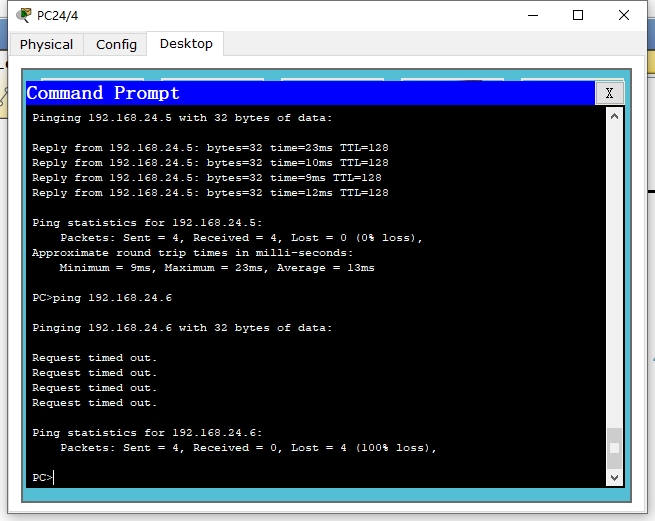 PC24/4
Physical Config Desktop
Command Prompt X
Pinging 192.168.24.5 with 32 bytes of data:
Reply from 192.168.24.5: bytes=32 time=23ms TTL=128
Reply from 192.168.24.5: bytes=32 time=10ms TTL=128
Reply from 192.168.24.5: bytes=32 time=9ms TTL=128
Reply from 192.168.24.5: bytes=32 time=12ms TTL=128
Ping statistics for 192.168.24.5:
Packets: Sent = 4, Received = 4, Lost = 0 (0% loss),
Approximate round trip times in milli-seconds:
Minimum = 9ms, Maximum = 23ms, Average = 13ms
PC>ping 192.168.24.6
Pinging 192.168.24.6 with 32 bytes of data:
Request timed out.
Request timed out.
Request timed out.
Request timed out.
Ping statistics for 192.168.24.6:
Packets: Sent = 4, Received = 0, Lost = 4 (100% loss),
PC>